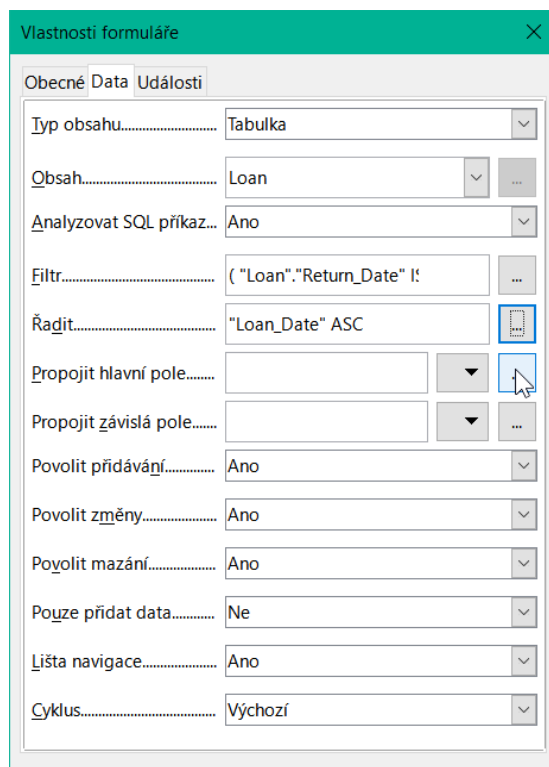 Vlastnosti formuláře
Obecné Data Události
Typ obsahu........................... Tabulka
Obsah...................................... Loan ...
Analyzovat SQL příkaz... Ano
Filtr........................................... ( "Loan"."Return_Date" IS ...
Řadit........................................ "Loan_Date" ASC ...
Propojit hlavní pole........
Propojit závislá pole....... ...
Povolit přidávání............. Ano
Povolit změny..................... Ano
Povolit mazání................... Ano
Pouze přidat data............ Ne
Lišta navigace..................... Ano
Cyklus...................................... Výchozí